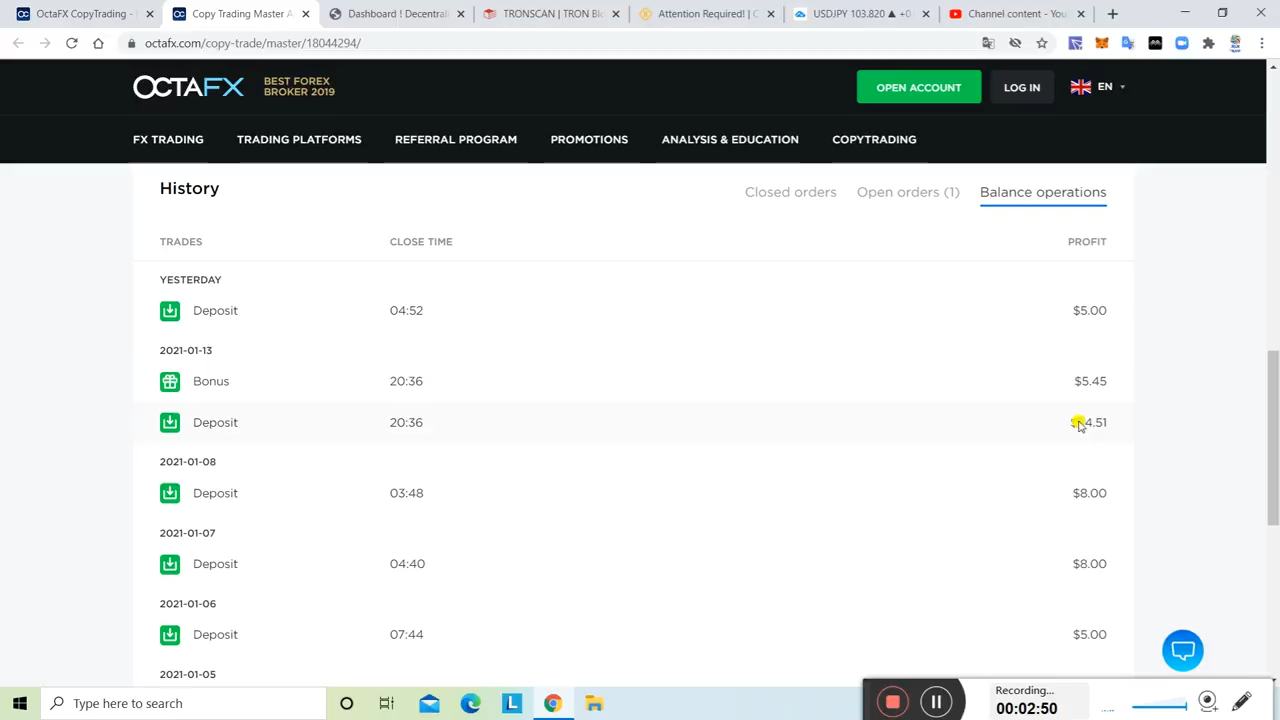 OctaFX CopyTrading -
Copy Trading Master A
Dashboard ! Decentral
TRONSCAN | TRON Bl
Attention Required! | C
USDJPY 103.820 ▲ +0
Channel content - You
octafx.com/copy-trade/master/18044294/
OCTAFX
BEST FOREX
BROKER 2019
OPEN ACCOUNT
LOG IN
EN
FX TRADING
TRADING PLATFORMS
REFERRAL PROGRAM
PROMOTIONS
ANALYSIS & EDUCATION
COPYTRADING
History
Closed orders
Open orders (1)
Balance operations
TRADES
CLOSE TIME
PROFIT
YESTERDAY
Deposit
04:52
$5.00
2021-01-13
Bonus
20:36
$5.45
Deposit
20:36
4.51
2021-01-08
Deposit
03:48
$8.00
2021-01-07
Deposit
04:40
$8.00
2021-01-06
Deposit
07:44
$5.00
2021-01-05
Type here to search
Recording...
00:02:50